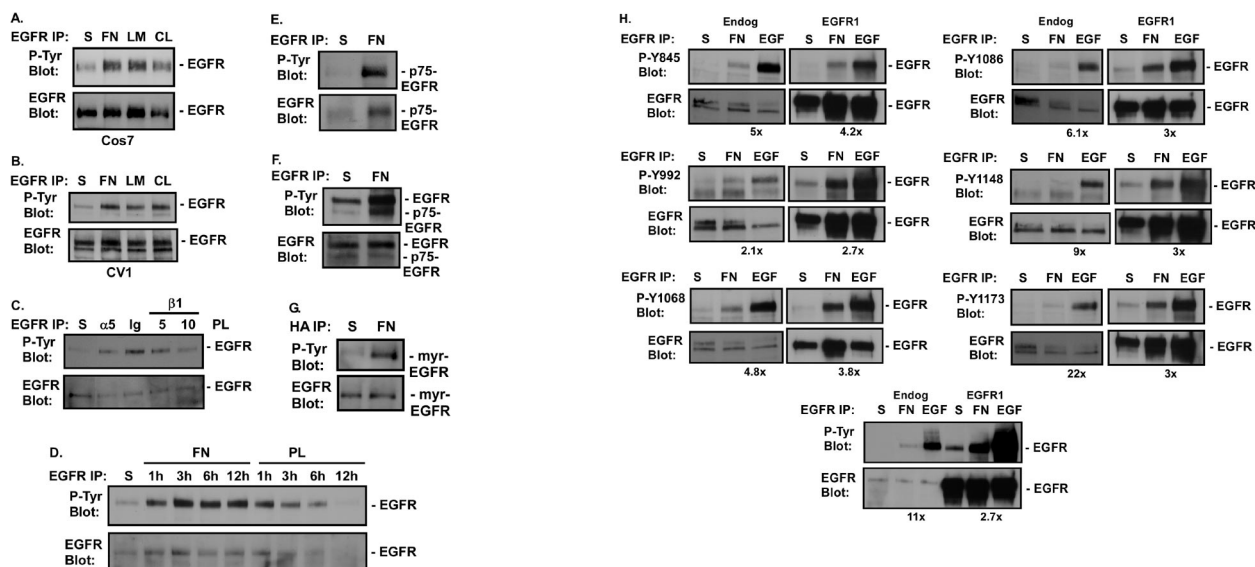 A.
EGFR IP: S FN LM CL
P-Tyr
Blot:
- EGFR
EGFR
Blot:
- EGFR
Cos7
B.
EGFR IP: S FN LM CL
P-Tyr
Blot:
- EGFR
EGFR
Blot:
- EGFR
CV1
C.
β1
EGFR IP: S α5 Ig 5 10 PL
P-Tyr
Blot:
- EGFR
EGFR
Blot:
- EGFR
D.
FN PL
EGFR IP: S 1h 3h 6h 12h 1h 3h 6h 12h
P-Tyr
Blot:
- EGFR
EGFR
Blot:
- EGFR
E.
EGFR IP: S FN
P-Tyr
Blot:
- p75-
EGFR
EGFR
Blot:
- p75-
EGFR
F.
EGFR IP: S FN
P-Tyr
Blot:
- EGFR
- p75-
EGFR
EGFR
Blot:
- EGFR
- p75-
EGFR
G.
HA IP: S FN
P-Tyr
Blot:
- myr-
EGFR
EGFR
Blot:
- myr-
EGFR
H.
Endog EGFR1
EGFR IP: S FN EGF S FN EGF
P-Y845
Blot:
- EGFR
EGFR
Blot:
- EGFR
5x 4.2x
EGFR IP: S FN EGF S FN EGF
P-Y992
Blot:
- EGFR
EGFR
Blot:
- EGFR
2.1x 2.7x
EGFR IP: S FN EGF S FN EGF
P-Y1068
Blot:
- EGFR
EGFR
Blot:
- EGFR
4.8x 3.8x
Endog EGFR1
EGFR IP: S FN EGF S FN EGF
P-Y1086
Blot:
- EGFR
EGFR
Blot:
- EGFR
6.1x 3x
EGFR IP: S FN EGF S FN EGF
P-Y1148
Blot:
- EGFR
EGFR
Blot:
- EGFR
9x 3x
EGFR IP: S FN EGF S FN EGF
P-Y1173
Blot:
- EGFR
EGFR
Blot:
- EGFR
22x 3x
Endog EGFR1
EGFR IP: S FN EGF S FN EGF
P-Tyr
Blot:
- EGFR
EGFR
Blot:
- EGFR
11x 2.7x